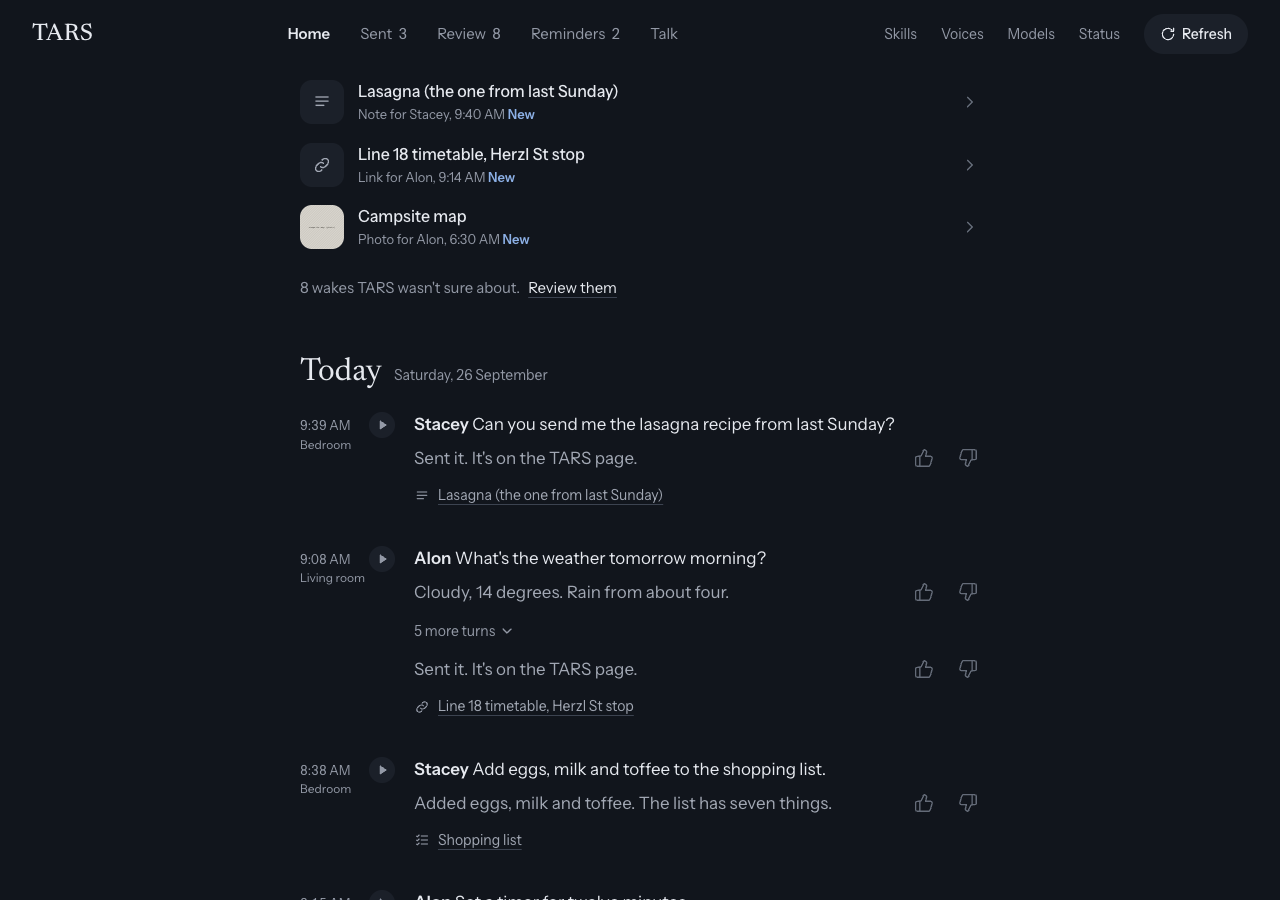 TARS
Home Sent 3 Review 8 Reminders 2 Talk
Skills Voices Models Status Refresh
Lasagna (the one from last Sunday)
Note for Stacey, 9:40 AM New
Line 18 timetable, Herzl St stop
Link for Alon, 9:14 AM New
Campsite map
Photo for Alon, 6:30 AM New
8 wakes TARS wasn't sure about. Review them
Today Saturday, 26 September
9:39 AM
Bedroom
Stacey Can you send me the lasagna recipe from last Sunday?
Sent it. It's on the TARS page.
Lasagna (the one from last Sunday)
9:08 AM
Living room
Alon What's the weather tomorrow morning?
Cloudy, 14 degrees. Rain from about four.
5 more turns
Sent it. It's on the TARS page.
Line 18 timetable, Herzl St stop
8:38 AM
Bedroom
Stacey Add eggs, milk and toffee to the shopping list.
Added eggs, milk and toffee. The list has seven things.
Shopping list
Alon Set a timer for twelve minutes